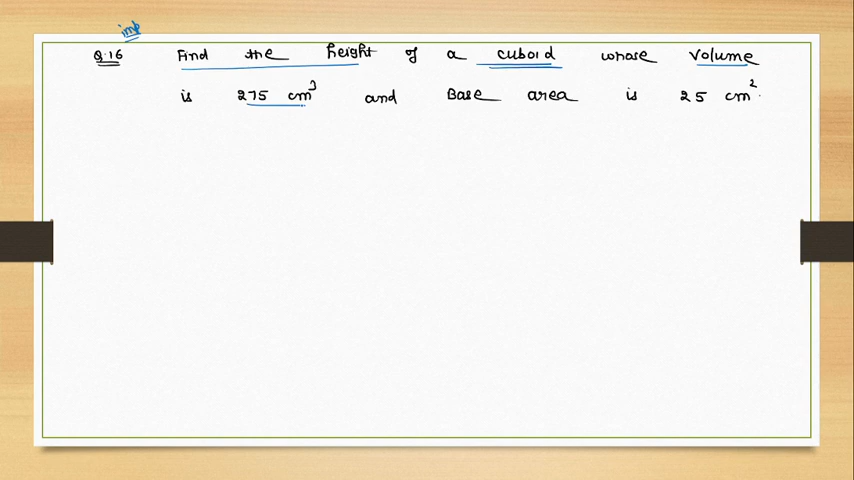 imp
Q.16 Find the height of a cuboid whose volume
is 275 cm³ and Base area is 25 cm².